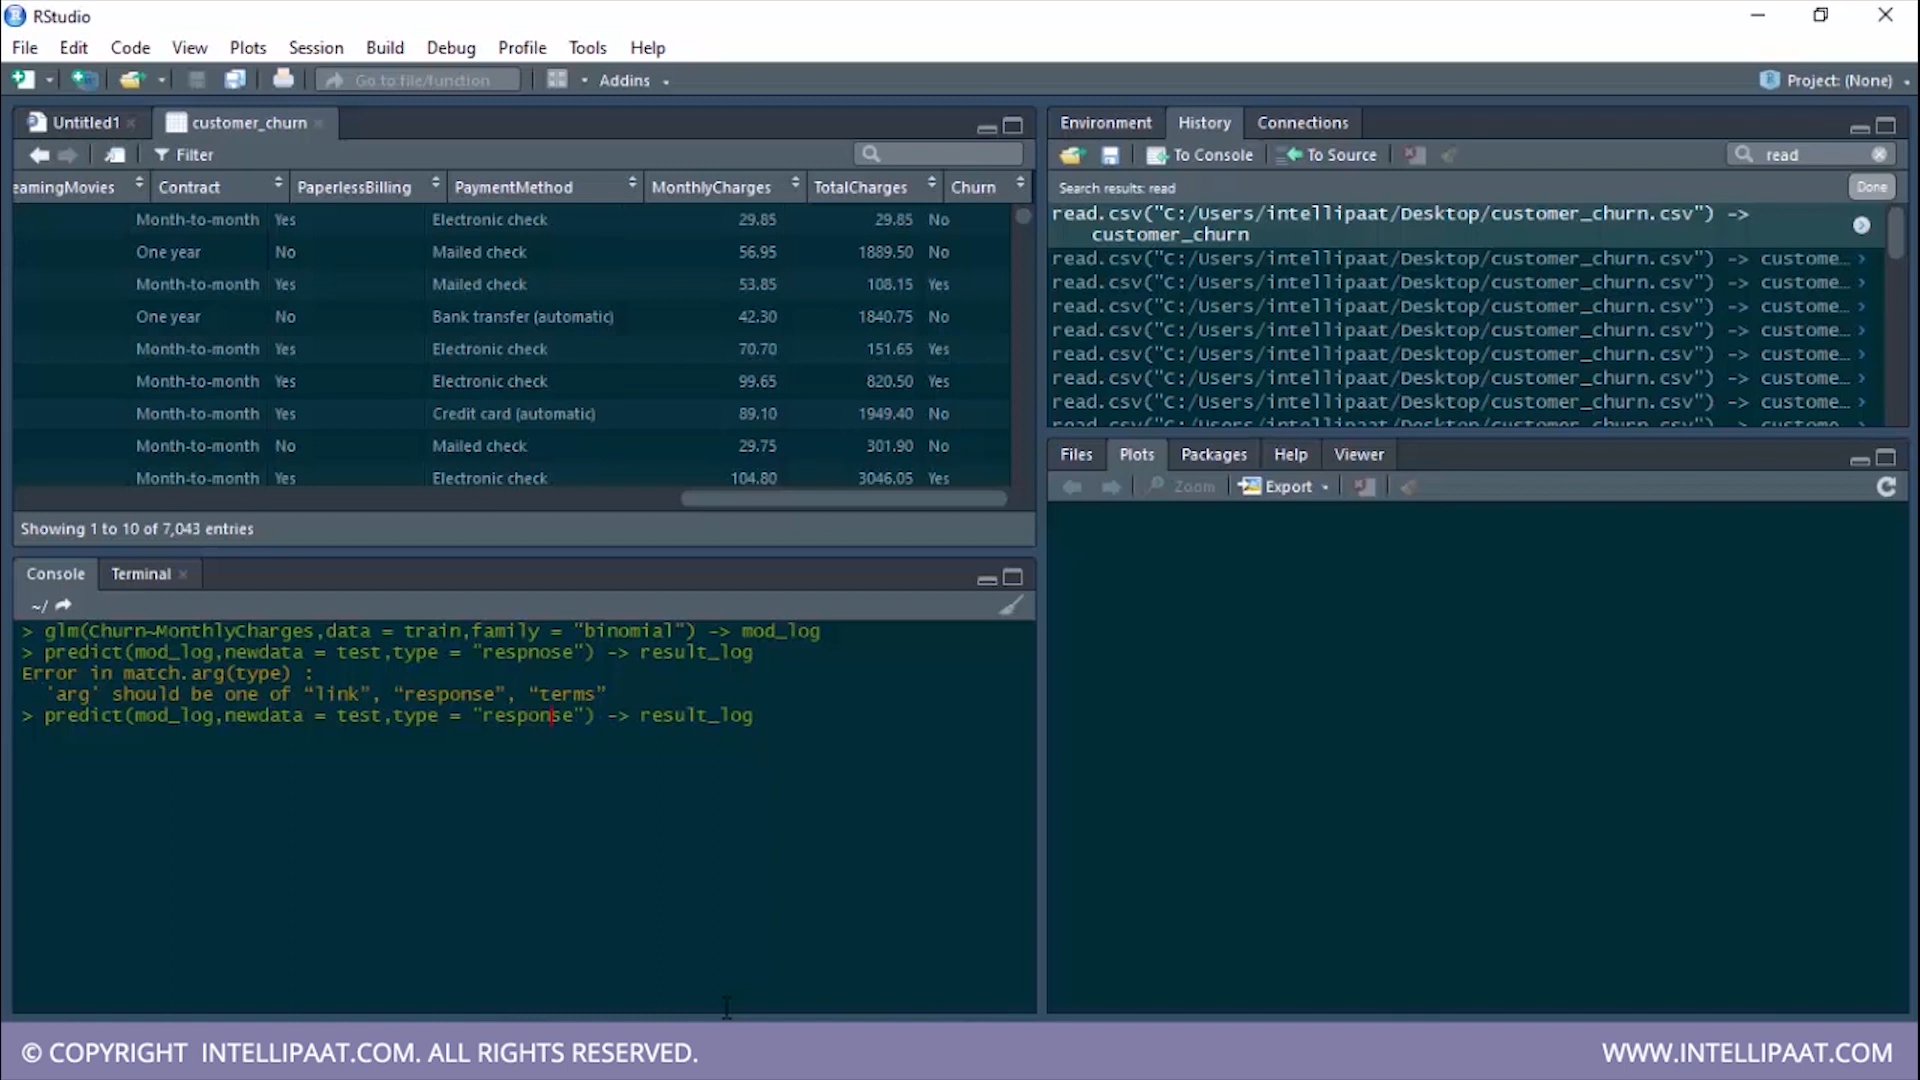 RStudio
File Edit Code View Plots Session Build Debug Profile Tools Help
Go to file/function Addins Project: (None)
Untitled1 customer_churn
Filter
eamingMovies Contract PaperlessBilling PaymentMethod MonthlyCharges TotalCharges Churn
Month-to-month Yes Electronic check 29.85 29.85 No
One year No Mailed check 56.95 1889.50 No
Month-to-month Yes Mailed check 53.85 108.15 Yes
One year No Bank transfer (automatic) 42.30 1840.75 No
Month-to-month Yes Electronic check 70.70 151.65 Yes
Month-to-month Yes Electronic check 99.65 820.50 Yes
Month-to-month Yes Credit card (automatic) 89.10 1949.40 No
Month-to-month No Mailed check 29.75 301.90 No
Month-to-month Yes Electronic check 104.80 3046.05 Yes
Showing 1 to 10 of 7,043 entries
Console Terminal
~/
> glm(Churn~MonthlyCharges,data = train,family = "binomial") -> mod_log
> predict(mod_log,newdata = test,type = "respnose") -> result_log
Error in match.arg(type) :
'arg' should be one of “link”, “response”, “terms”
> predict(mod_log,newdata = test,type = "response") -> result_log
Environment History Connections
To Console To Source read
Search results: read Done
read.csv("C:/Users/intellipaat/Desktop/customer_churn.csv") ->
customer_churn
read.csv("C:/Users/intellipaat/Desktop/customer_churn.csv") -> custome…
read.csv("C:/Users/intellipaat/Desktop/customer_churn.csv") -> custome…
read.csv("C:/Users/intellipaat/Desktop/customer_churn.csv") -> custome…
read.csv("C:/Users/intellipaat/Desktop/customer_churn.csv") -> custome…
read.csv("C:/Users/intellipaat/Desktop/customer_churn.csv") -> custome…
read.csv("C:/Users/intellipaat/Desktop/customer_churn.csv") -> custome…
read.csv("C:/Users/intellipaat/Desktop/customer_churn.csv") -> custome…
Files Plots Packages Help Viewer
Zoom Export
© COPYRIGHT INTELLIPAAT.COM. ALL RIGHTS RESERVED.
WWW.INTELLIPAAT.COM